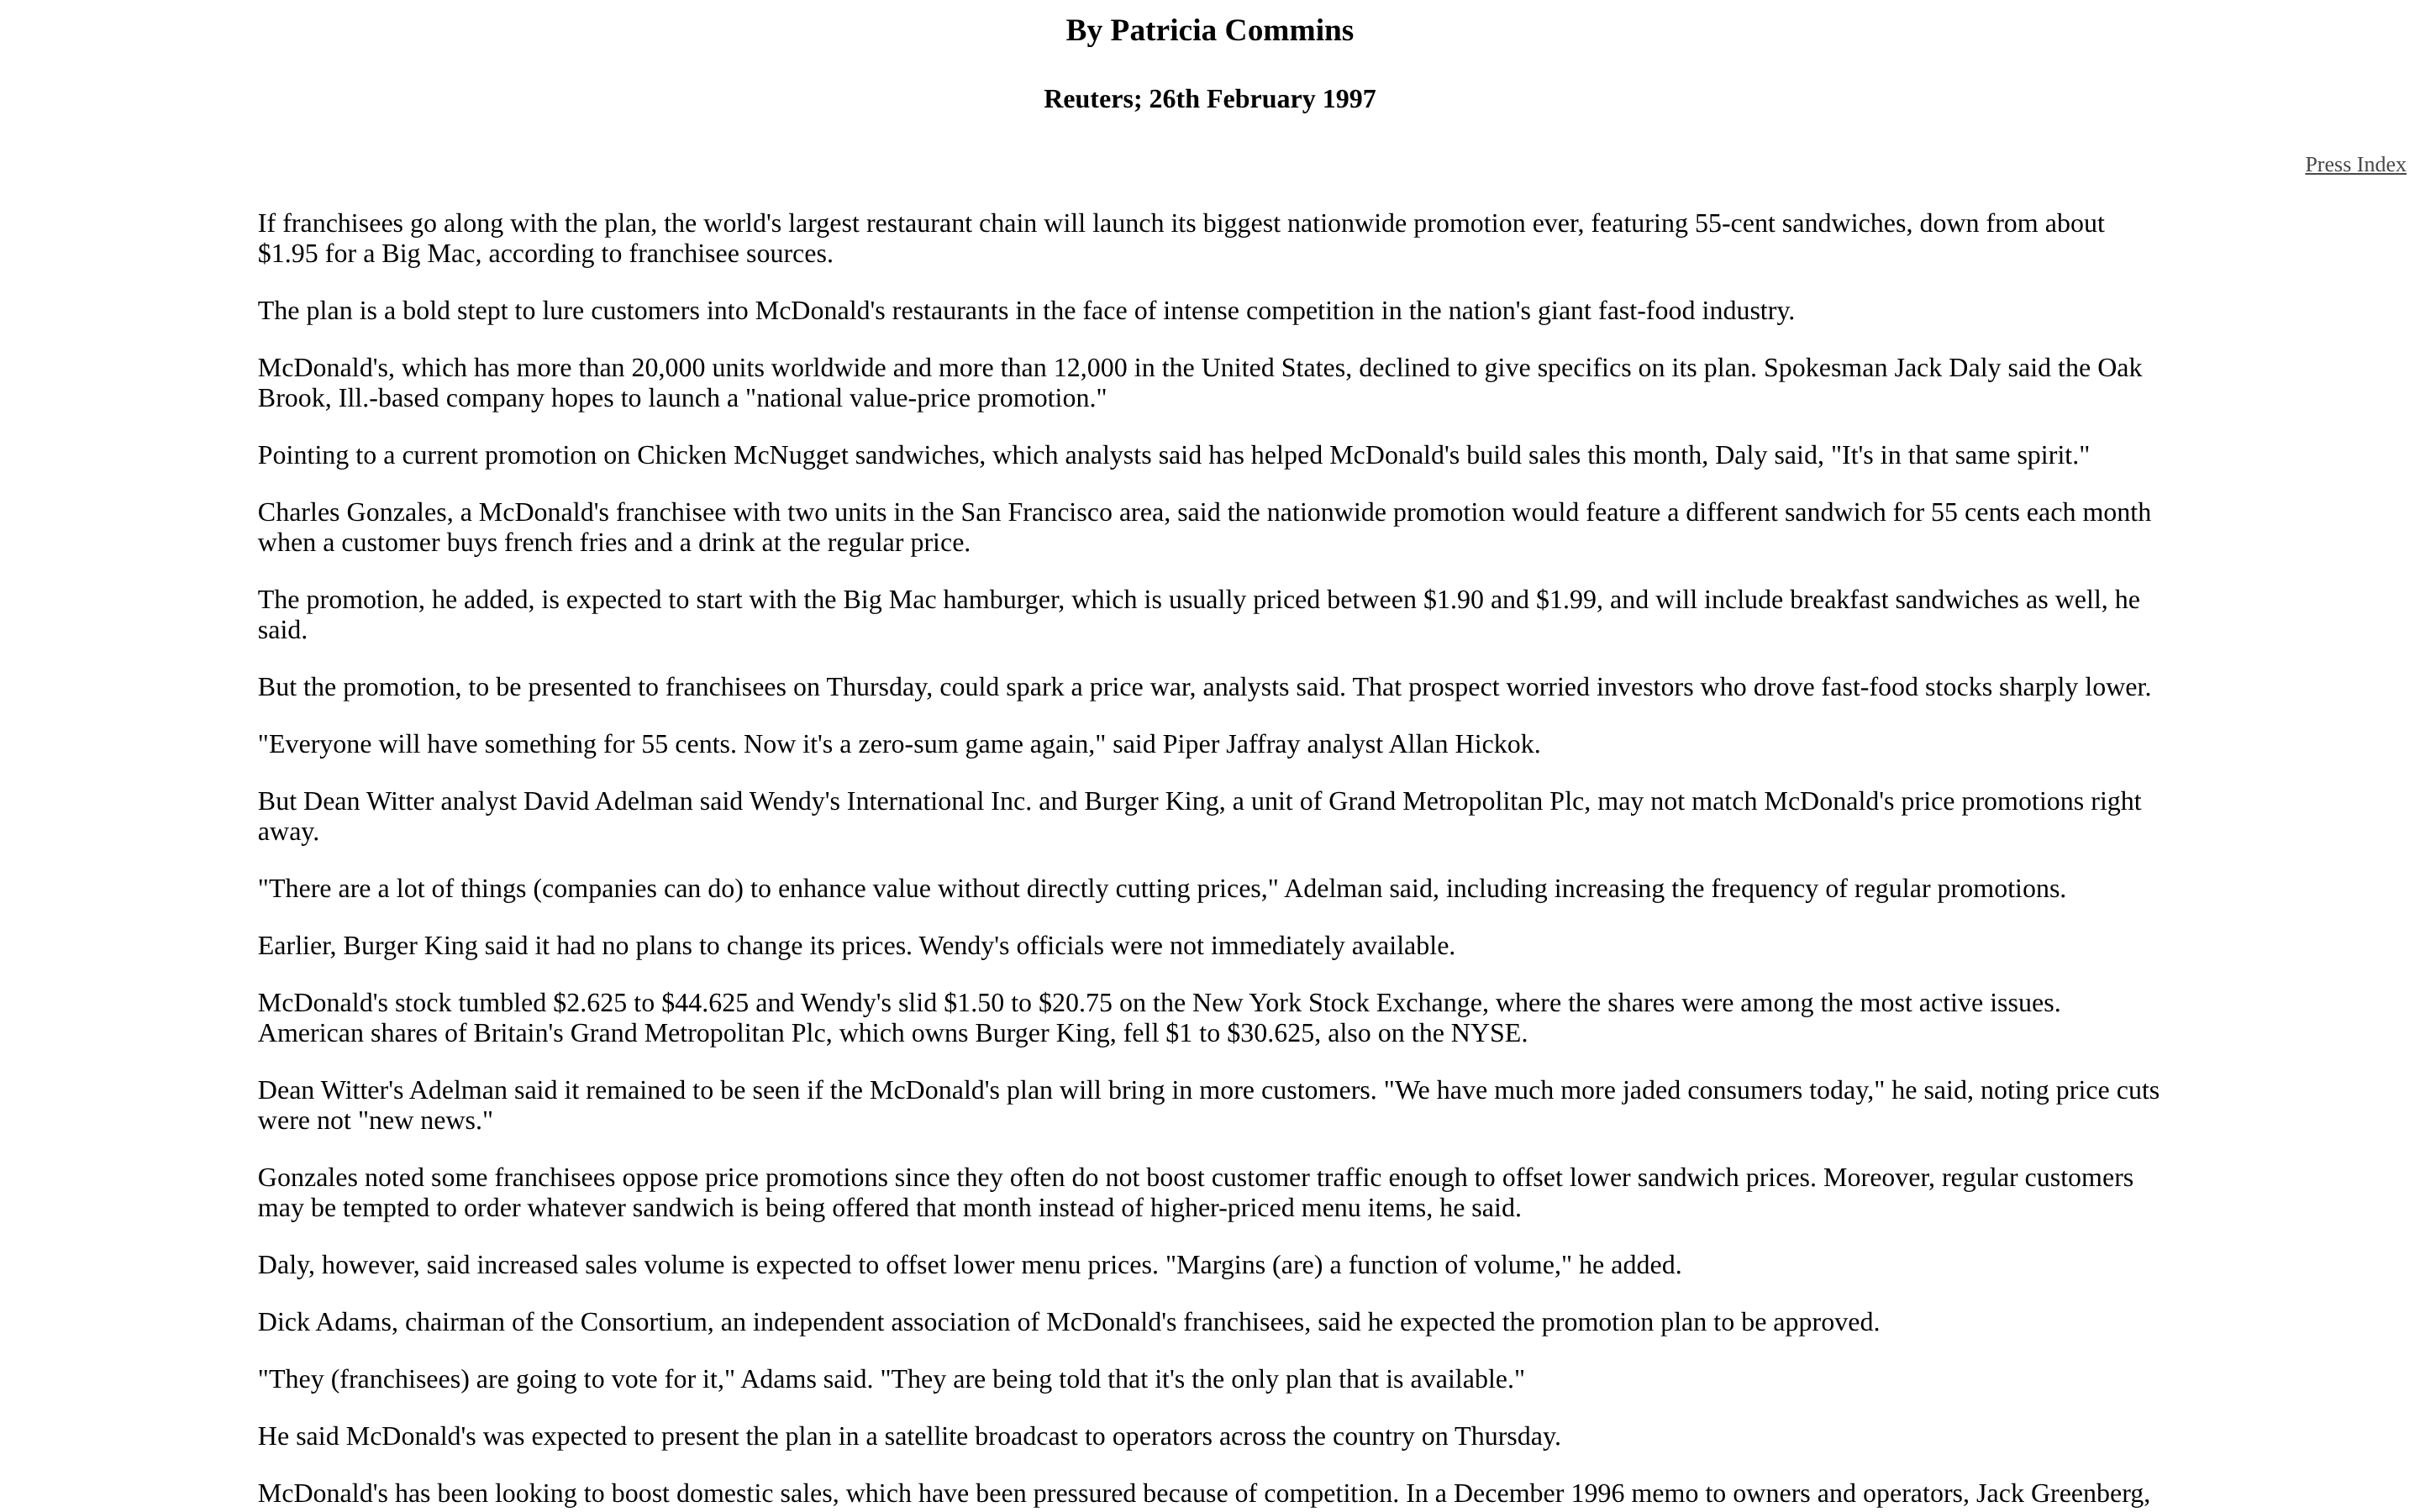 By Patricia Commins
Reuters; 26th February 1997
Press Index
If franchisees go along with the plan, the world's largest restaurant chain will launch its biggest nationwide promotion ever, featuring 55-cent sandwiches, down from about
$1.95 for a Big Mac, according to franchisee sources.
The plan is a bold stept to lure customers into McDonald's restaurants in the face of intense competition in the nation's giant fast-food industry.
McDonald's, which has more than 20,000 units worldwide and more than 12,000 in the United States, declined to give specifics on its plan. Spokesman Jack Daly said the Oak
Brook, Ill.-based company hopes to launch a "national value-price promotion."
Pointing to a current promotion on Chicken McNugget sandwiches, which analysts said has helped McDonald's build sales this month, Daly said, "It's in that same spirit."
Charles Gonzales, a McDonald's franchisee with two units in the San Francisco area, said the nationwide promotion would feature a different sandwich for 55 cents each month
when a customer buys french fries and a drink at the regular price.
The promotion, he added, is expected to start with the Big Mac hamburger, which is usually priced between $1.90 and $1.99, and will include breakfast sandwiches as well, he
said.
But the promotion, to be presented to franchisees on Thursday, could spark a price war, analysts said. That prospect worried investors who drove fast-food stocks sharply lower.
"Everyone will have something for 55 cents. Now it's a zero-sum game again," said Piper Jaffray analyst Allan Hickok.
But Dean Witter analyst David Adelman said Wendy's International Inc. and Burger King, a unit of Grand Metropolitan Plc, may not match McDonald's price promotions right
away.
"There are a lot of things (companies can do) to enhance value without directly cutting prices," Adelman said, including increasing the frequency of regular promotions.
Earlier, Burger King said it had no plans to change its prices. Wendy's officials were not immediately available.
McDonald's stock tumbled $2.625 to $44.625 and Wendy's slid $1.50 to $20.75 on the New York Stock Exchange, where the shares were among the most active issues.
American shares of Britain's Grand Metropolitan Plc, which owns Burger King, fell $1 to $30.625, also on the NYSE.
Dean Witter's Adelman said it remained to be seen if the McDonald's plan will bring in more customers. "We have much more jaded consumers today," he said, noting price cuts
were not "new news."
Gonzales noted some franchisees oppose price promotions since they often do not boost customer traffic enough to offset lower sandwich prices. Moreover, regular customers
may be tempted to order whatever sandwich is being offered that month instead of higher-priced menu items, he said.
Daly, however, said increased sales volume is expected to offset lower menu prices. "Margins (are) a function of volume," he added.
Dick Adams, chairman of the Consortium, an independent association of McDonald's franchisees, said he expected the promotion plan to be approved.
"They (franchisees) are going to vote for it," Adams said. "They are being told that it's the only plan that is available."
He said McDonald's was expected to present the plan in a satellite broadcast to operators across the country on Thursday.
McDonald's has been looking to boost domestic sales, which have been pressured because of competition. In a December 1996 memo to owners and operators, Jack Greenberg,